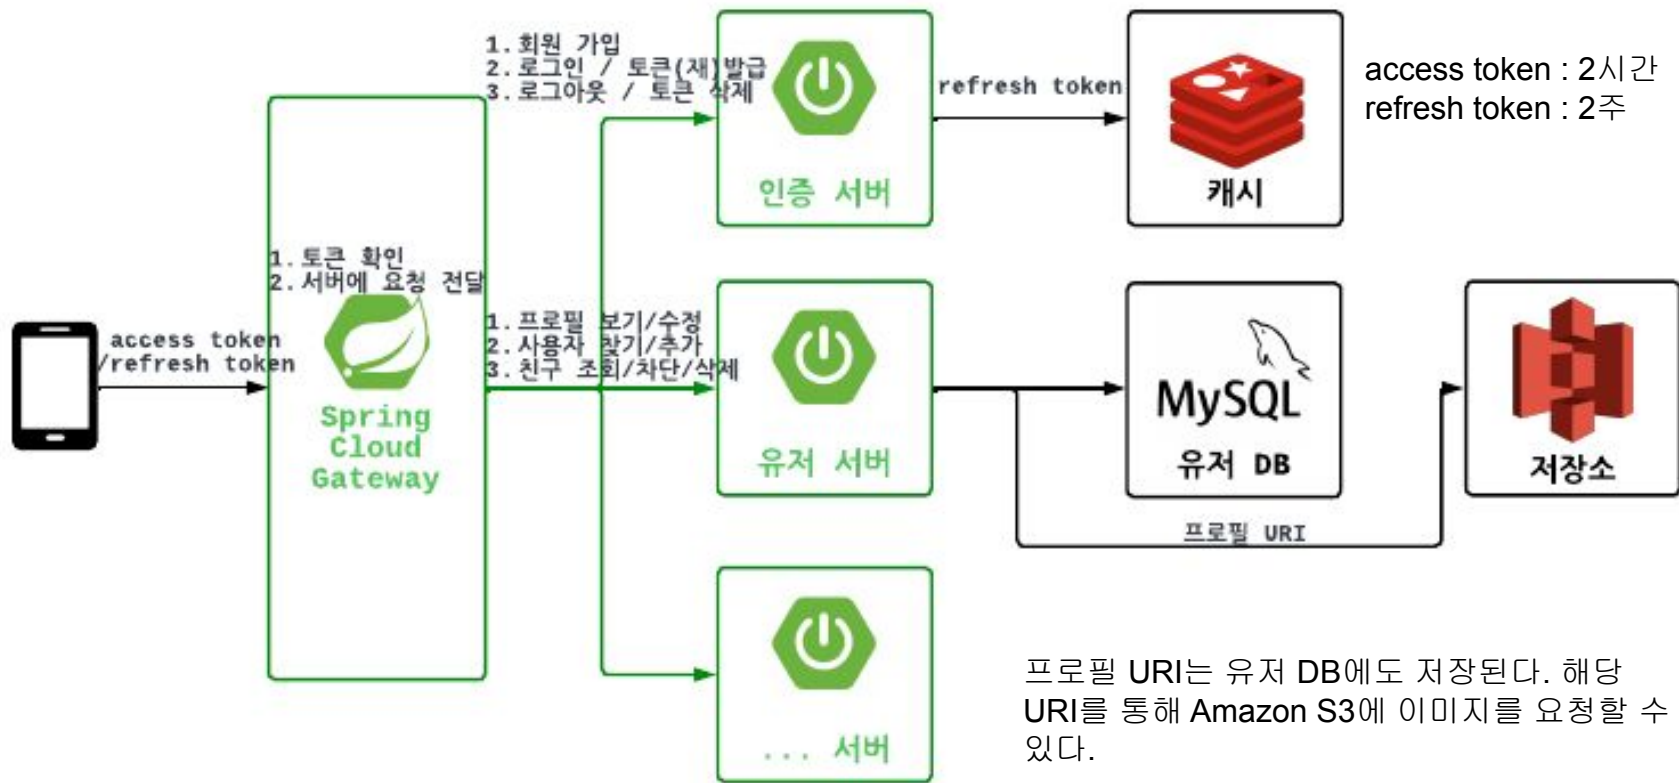 1.회원 가입
2.로그인 / 토큰(재)발급
3.로그아웃 / 토큰 삭제
인증 서버
refresh token
캐시
access token : 2시간
refresh token : 2주
access token
/refresh token
1.토큰 확인
2.서버에 요청 전달
Spring
Cloud
Gateway
1.프로필 보기/수정
2.사용자 찾기/추가
3.친구 조회/차단/삭제
유저 서버
MySQL
유저 DB
저장소
프로필 URI
... 서버
프로필 URI는 유저 DB에도 저장된다. 해당
URI를 통해 Amazon S3에 이미지를 요청할 수
있다.